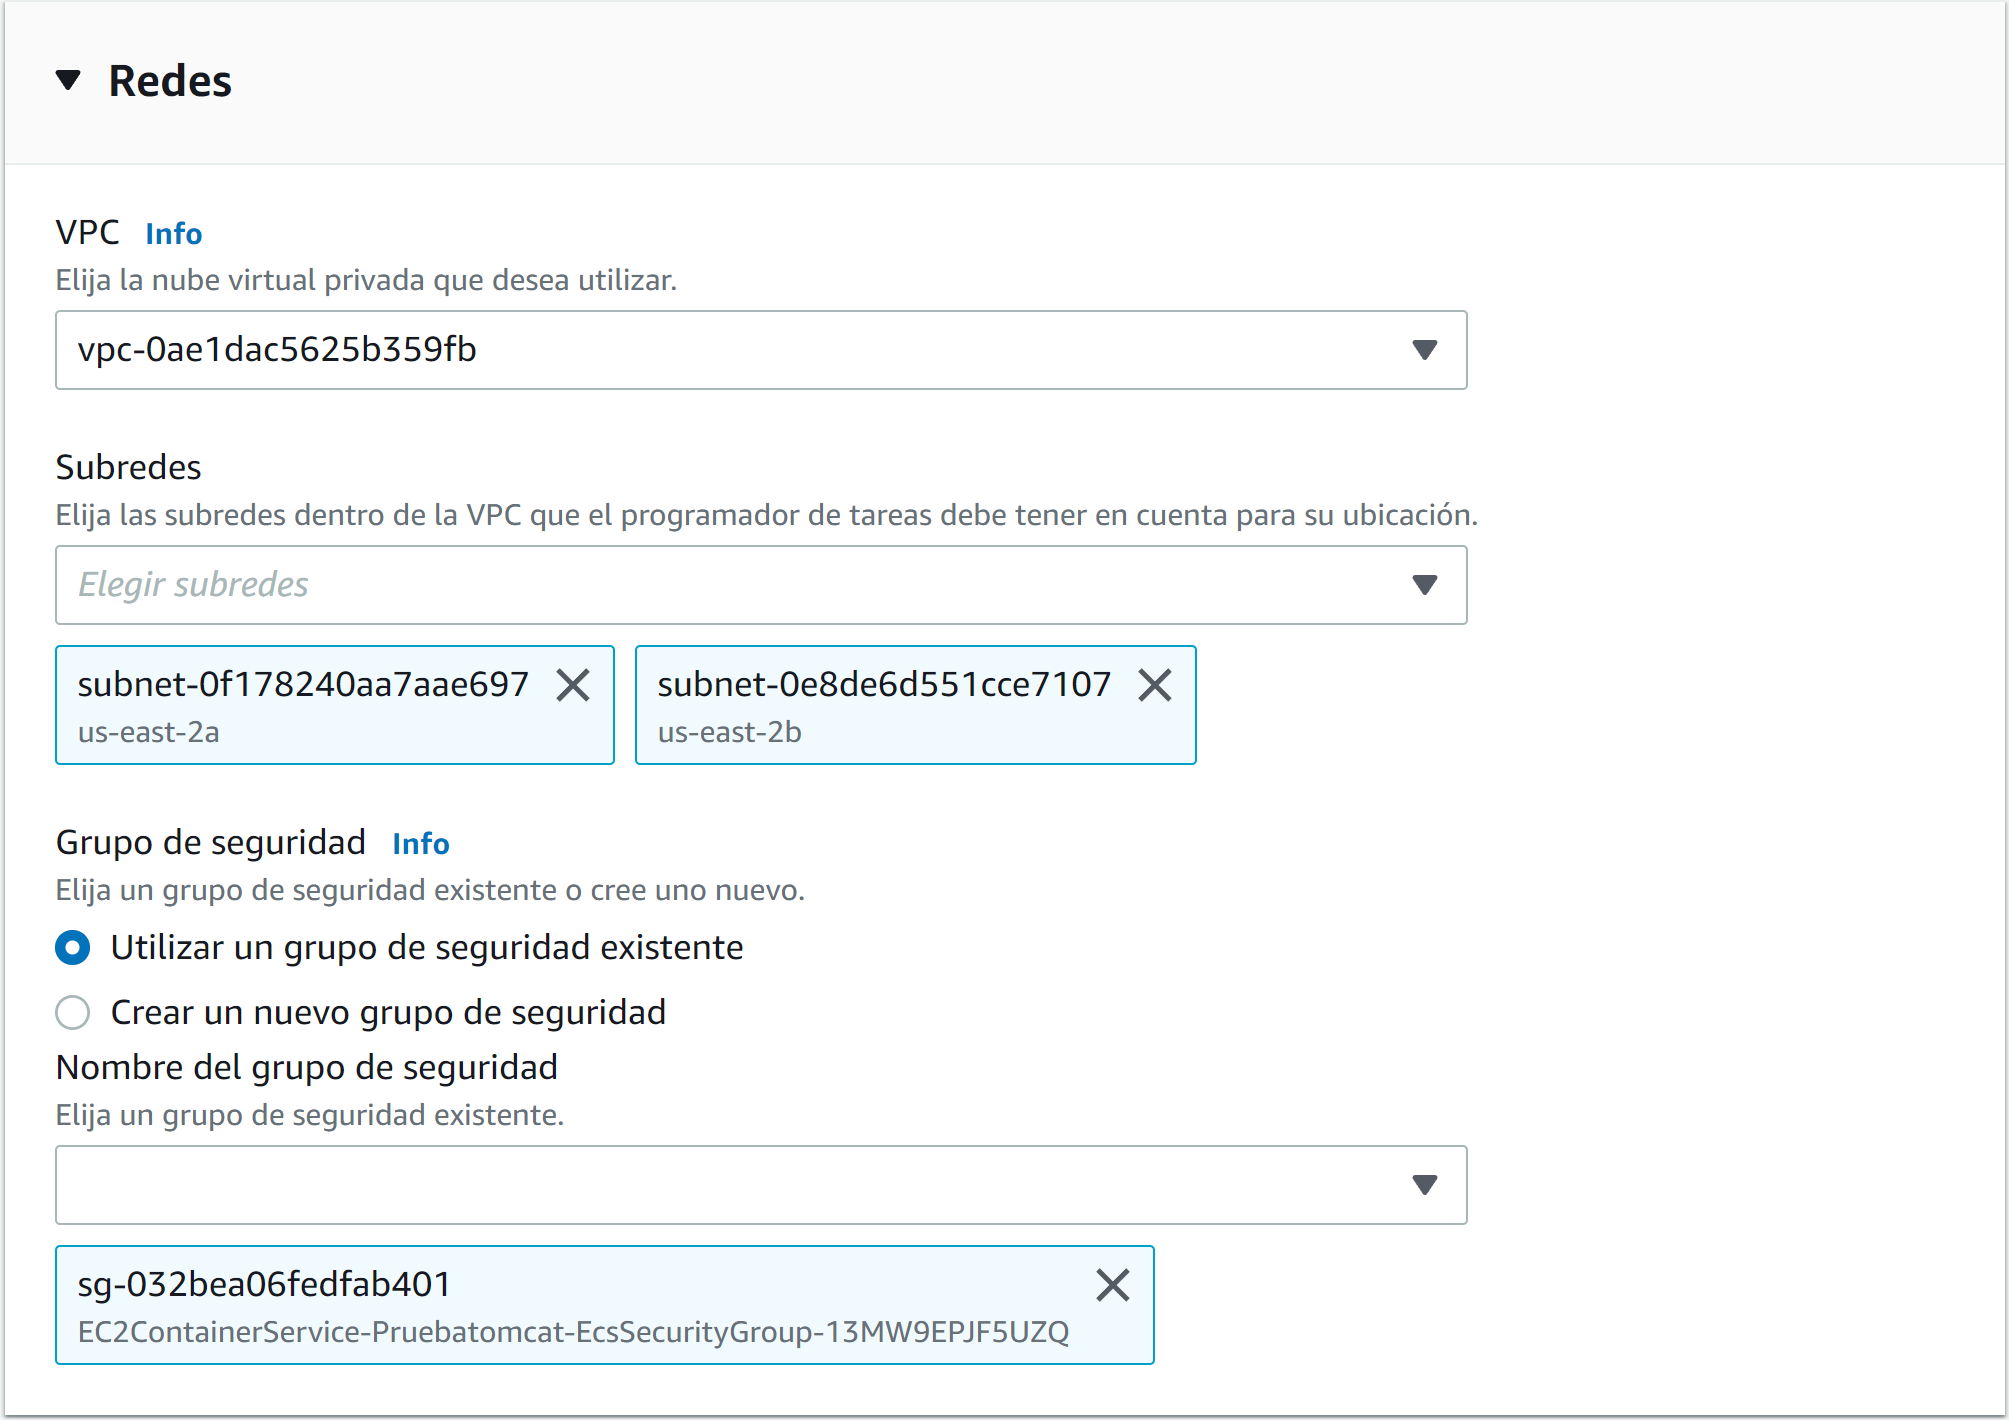 Redes
VPC Info
Elija la nube virtual privada que desea utilizar.
vpc-0ae1dac5625b359fb
Subredes
Elija las subredes dentro de la VPC que el programador de tareas debe tener en cuenta para su ubicación.
Elegir subredes
subnet-0f178240aa7aae697
us-east-2a
subnet-0e8de6d551cce7107
us-east-2b
Grupo de seguridad Info
Elija un grupo de seguridad existente o cree uno nuevo.
Utilizar un grupo de seguridad existente
Crear un nuevo grupo de seguridad
Nombre del grupo de seguridad
Elija un grupo de seguridad existente.
sg-032bea06fedfab401
EC2ContainerService-Pruebatomcat-EcsSecurityGroup-13MW9EPJF5UZQ